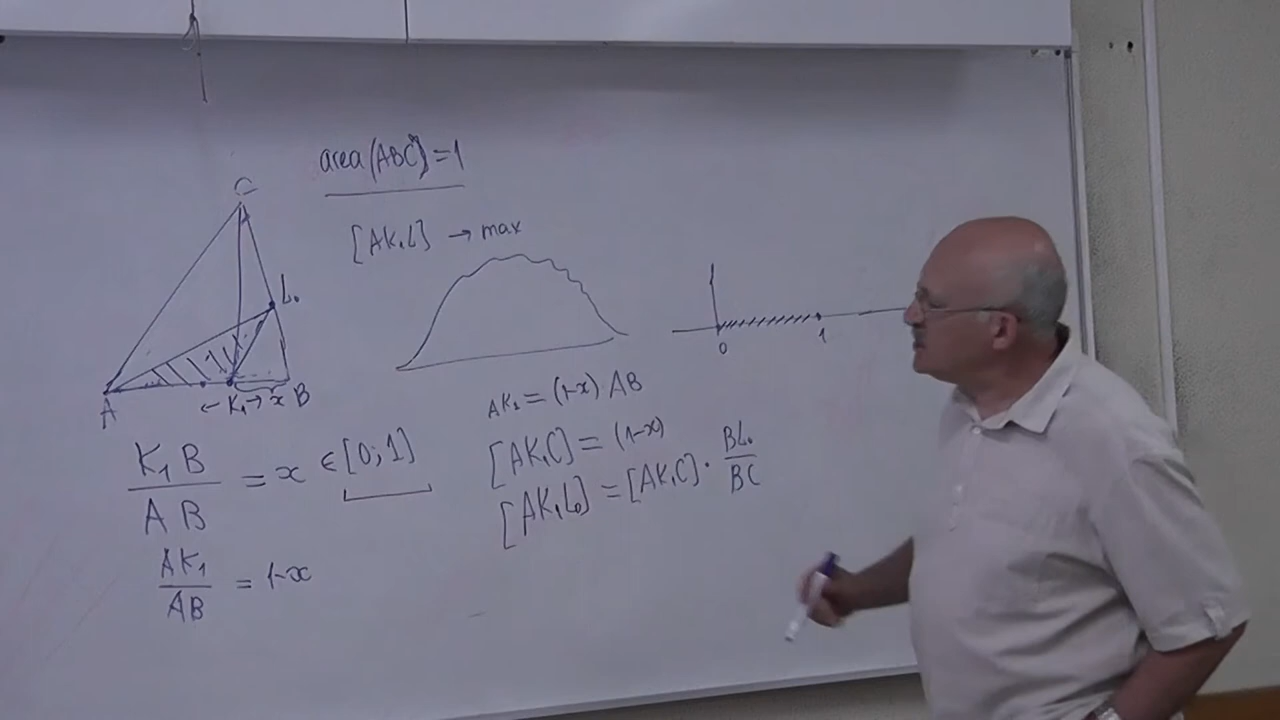 area(ABC)=1
[AK₁L] → max
C
L₀
A
← K₁ → x B
0 1
K₁B / AB = x ∈ [0;1]
AK₁ / AB = 1-x
AK₁ = (1-x) AB
[AK₁C] = (1-x)
[AK₁L₀] = [AK₁C] · BL₀ / BC